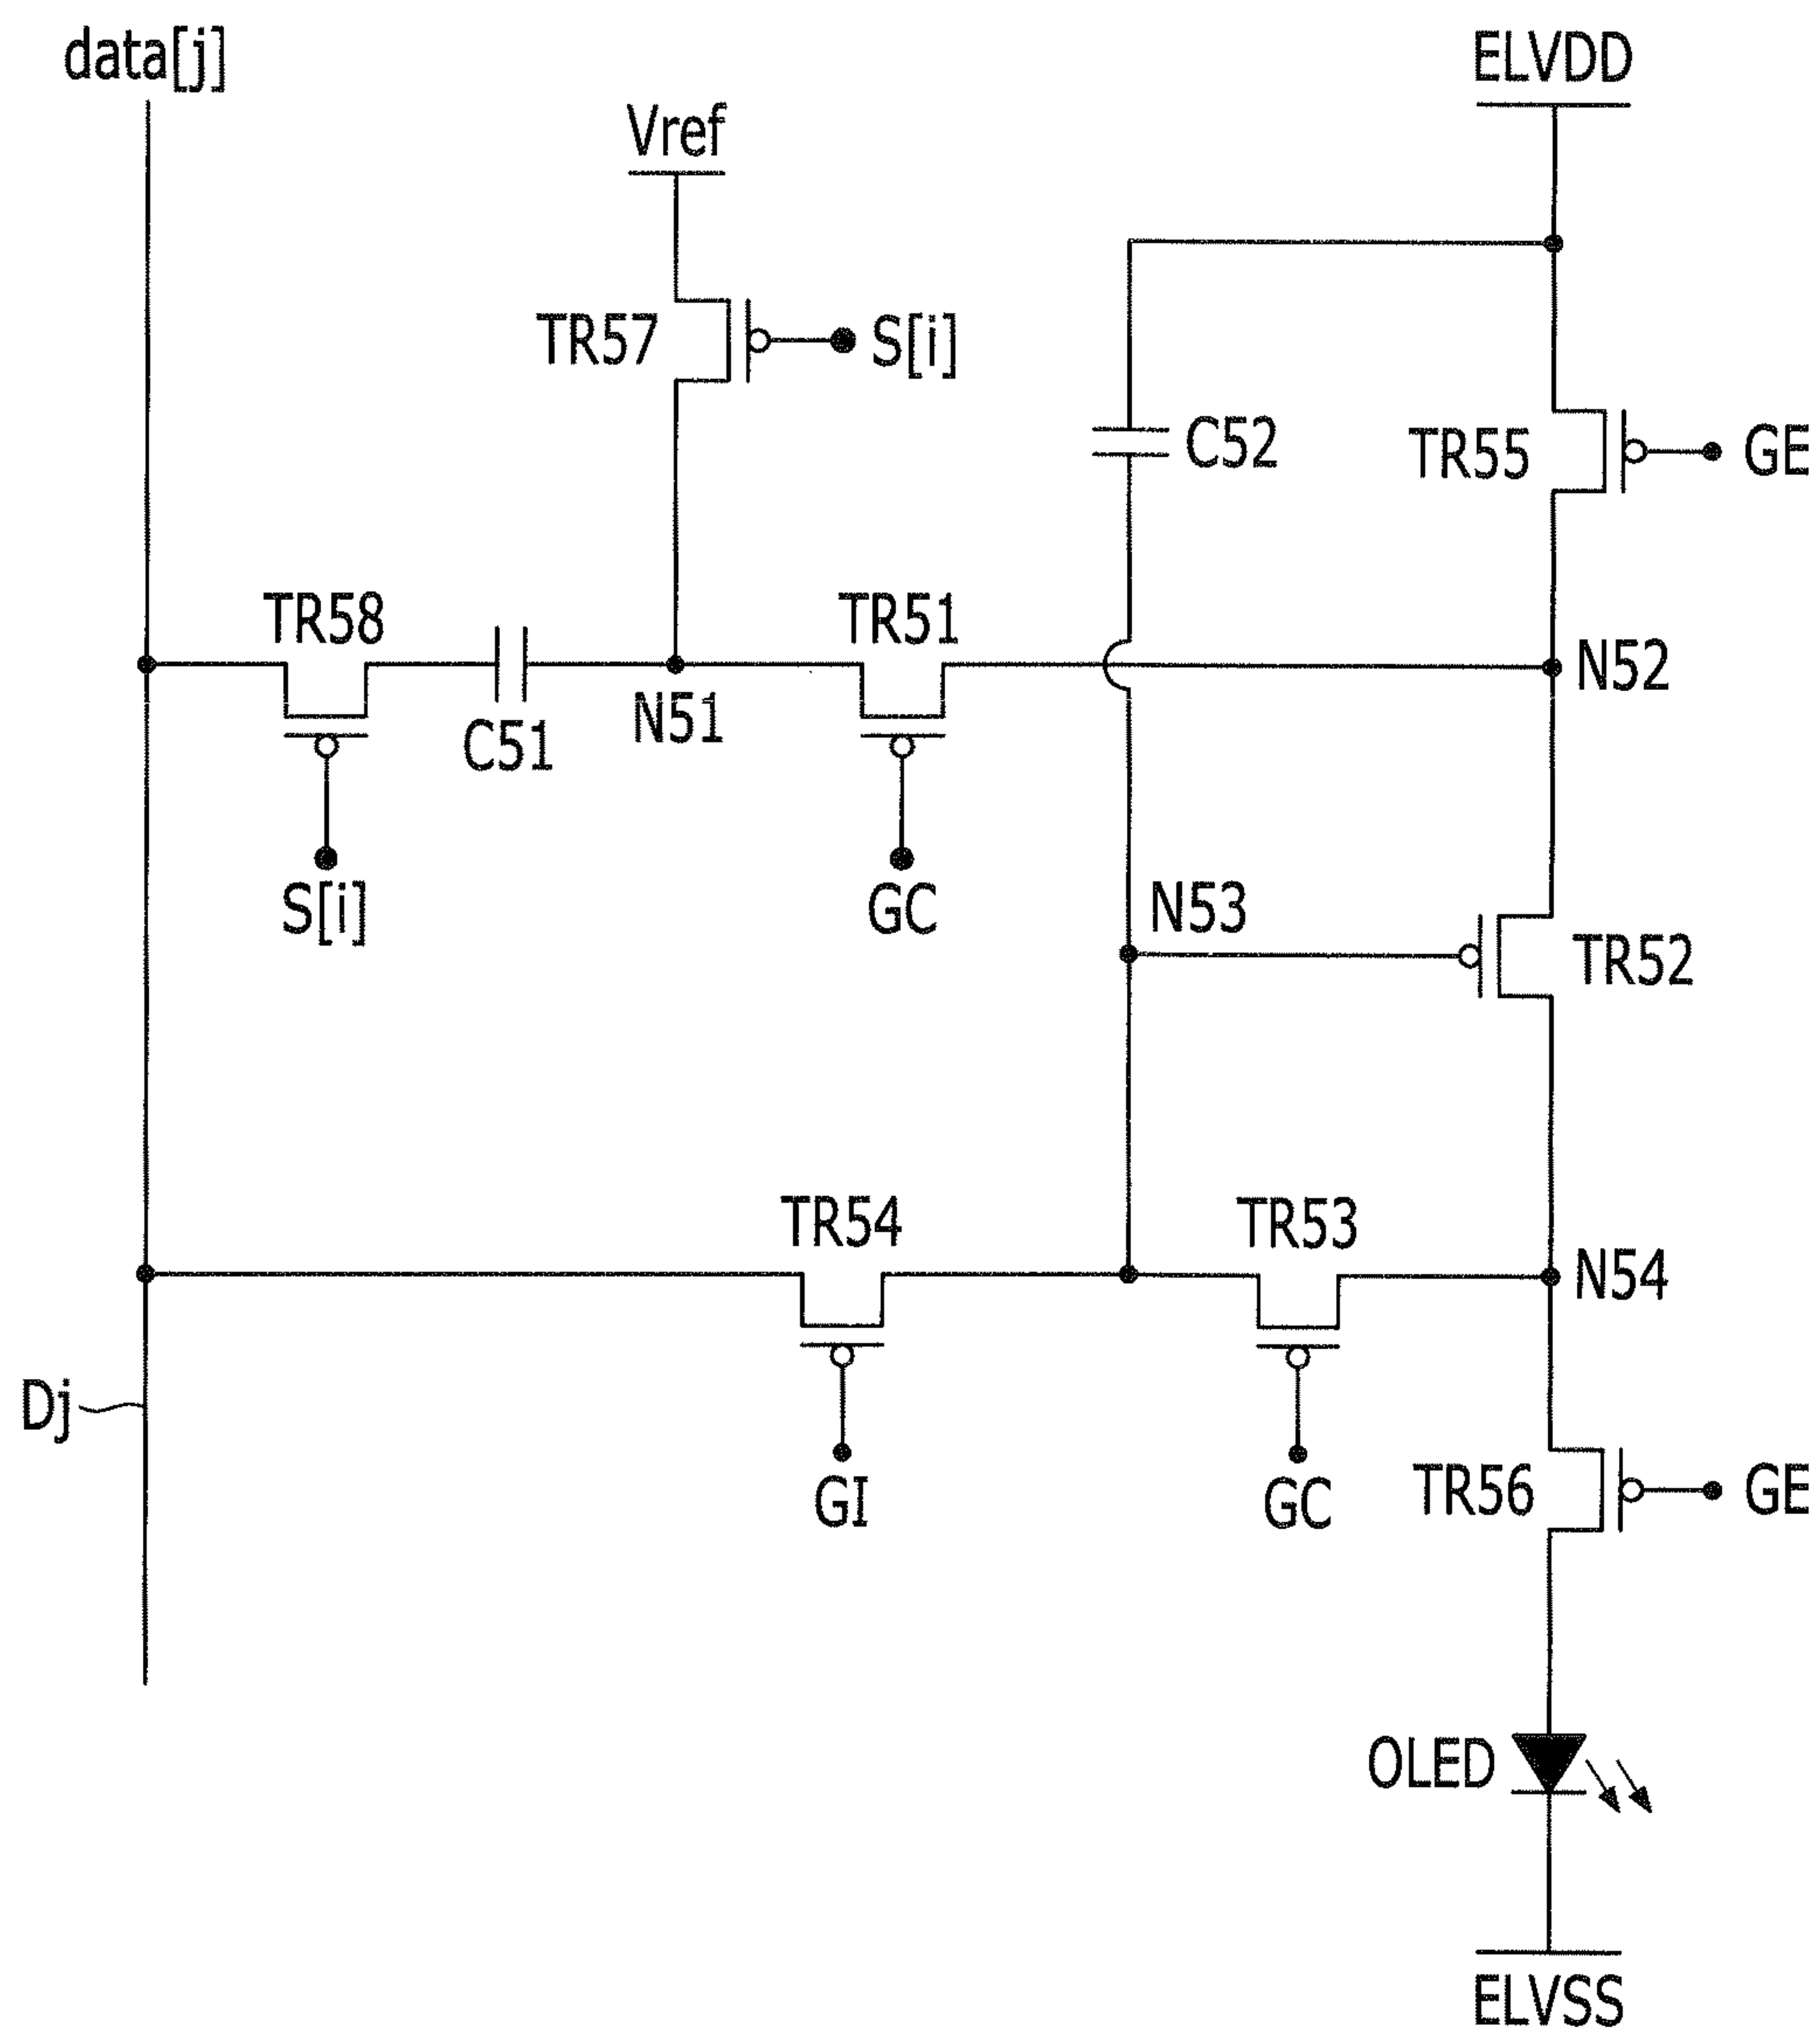 data[j]
ELVDD
Vref
TR57
S[i]
C52
TR55
GE
TR58
TR51
C51
N51
N52
S[i]
GC
N53
TR52
TR54
TR53
N54
Dj
GI
GC
TR56
GE
OLED
ELVSS